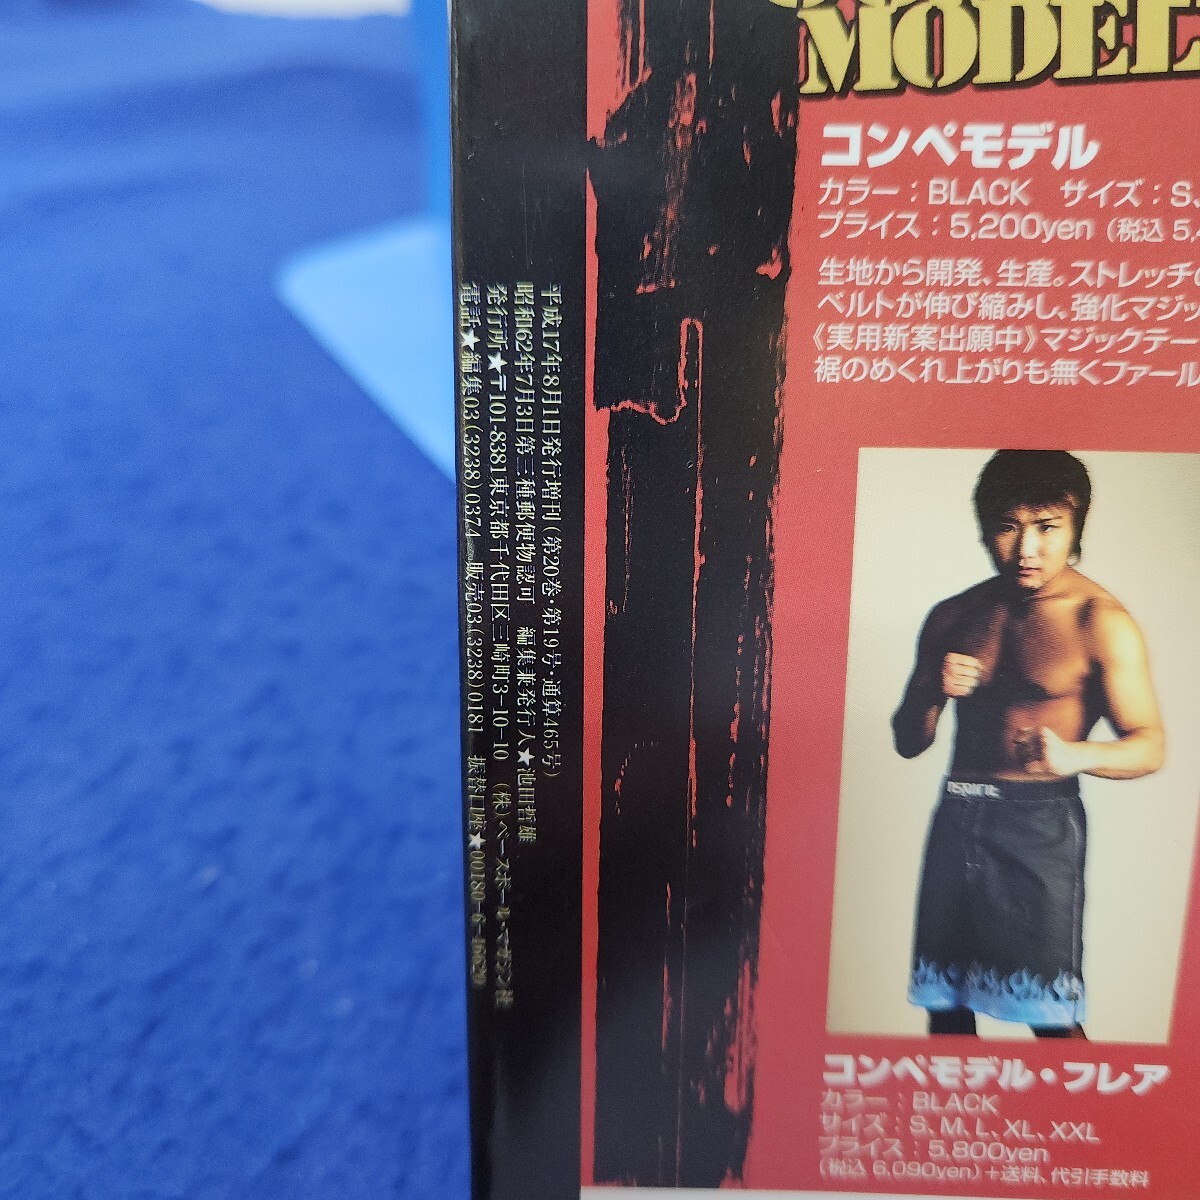 MODEL
コンペモデル
カラー：BLACK　サイズ：S、
プライス：5,200yen（税込 5,4
生地から開発、生産。ストレッチ
ベルトが伸び縮みし、強化マジッ
《実用新案出願中》マジックテー
裾のめくれ上がりも無くファール
平成17年8月1日発行増刊（第20巻・第19号・通算465号）
昭和62年7月3日第三種郵便物認可　編集兼発行人★池田哲雄
発行所★〒101-8381東京都千代田区三崎町3-10-10　（株）ベースボール・マガジン社
電話★編集03(3238)0374　販売03(3238)0181　振替口座★00180-6-46620
コンペモデル・フレア
カラー：BLACK
サイズ：S、M、L、XL、XXL
プライス：5,800yen
（税込 6,090yen）＋送料、代引手数料